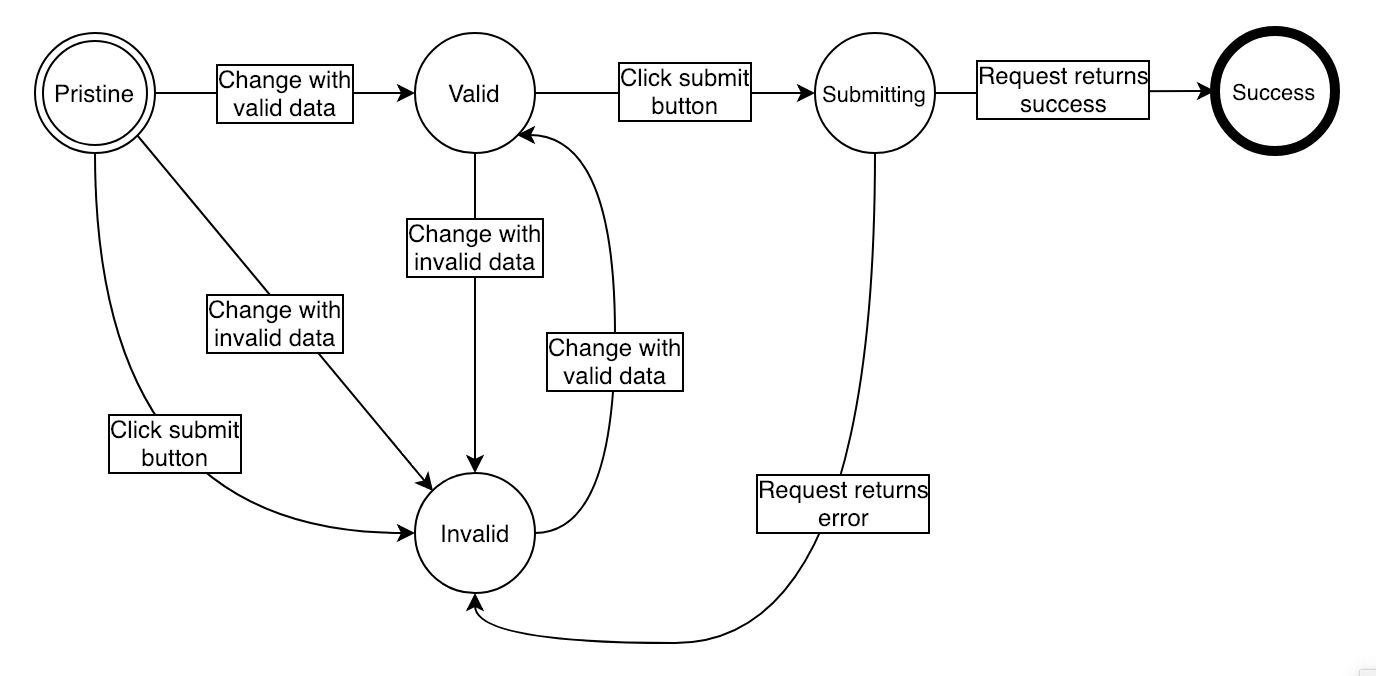 Pristine
Change with
valid data
Valid
Click submit
button
Submitting
Request returns
success
Success
Change with
invalid data
Change with
invalid data
Change with
valid data
Click submit
button
Request returns
error
Invalid